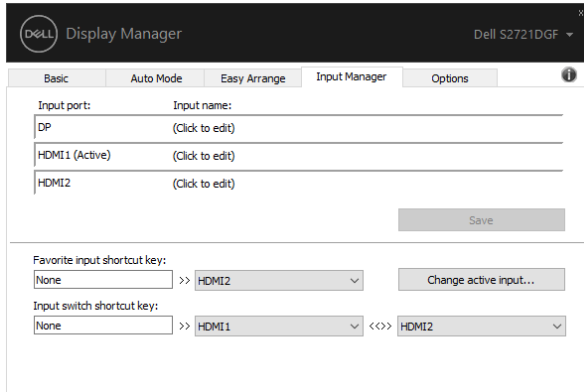 DELL Display Manager Dell S2721DGF
x
Basic Auto Mode Easy Arrange Input Manager Options i
Input port: Input name:
DP (Click to edit)
HDMI1 (Active) (Click to edit)
HDMI2 (Click to edit)
Save
Favorite input shortcut key:
None >> HDMI2 Change active input...
Input switch shortcut key:
None >> HDMI1 <<>> HDMI2